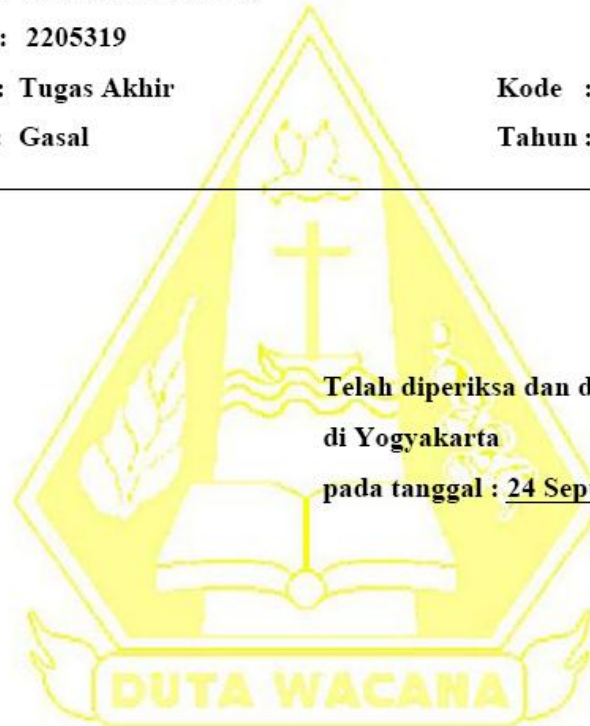 : 2205319
: Tugas Akhir Kode :
: Gasal Tahun :
Telah diperiksa dan d
di Yogyakarta
pada tanggal : 24 Sep
DUTA WACANA